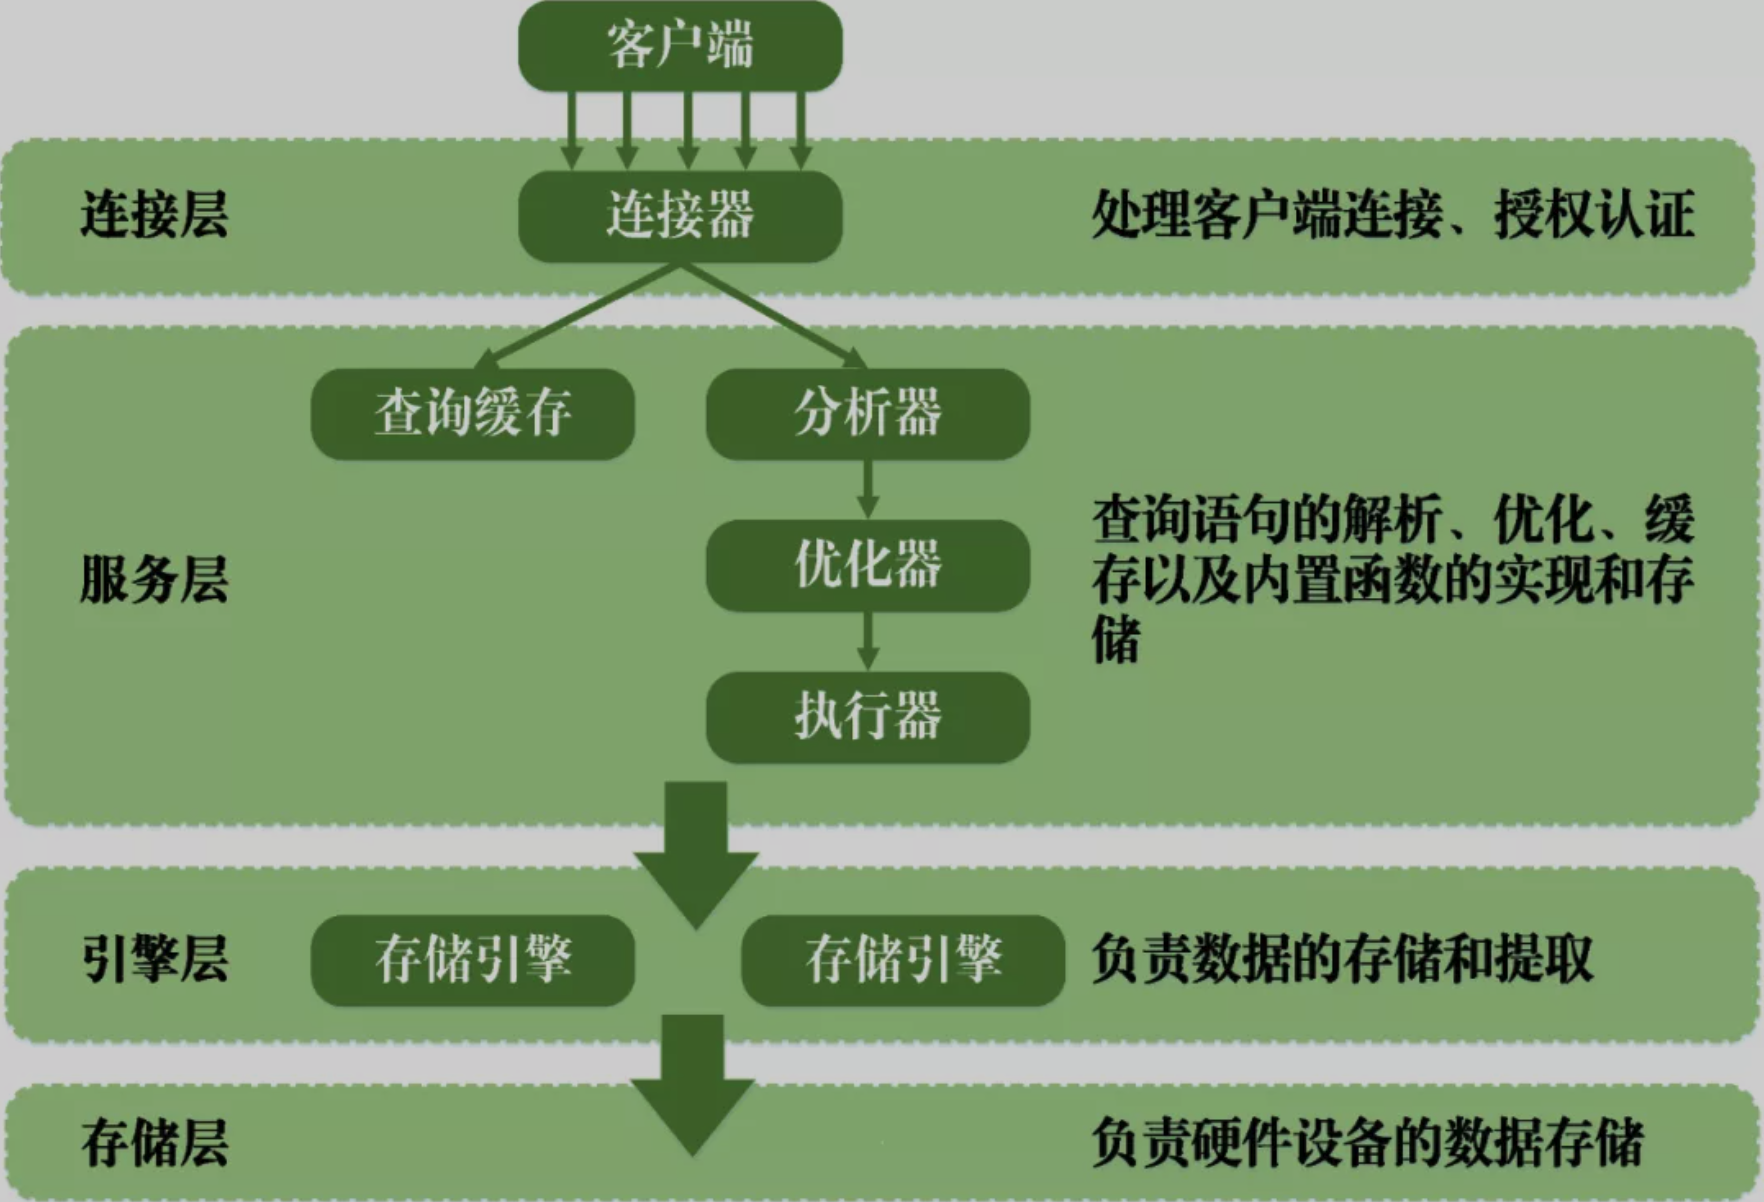 客户端
连接层
连接器
处理客户端连接、授权认证
查询缓存
分析器
服务层
优化器
执行器
查询语句的解析、优化、缓
存以及内置函数的实现和存
储
引擎层
存储引擎
存储引擎
负责数据的存储和提取
存储层
负责硬件设备的数据存储